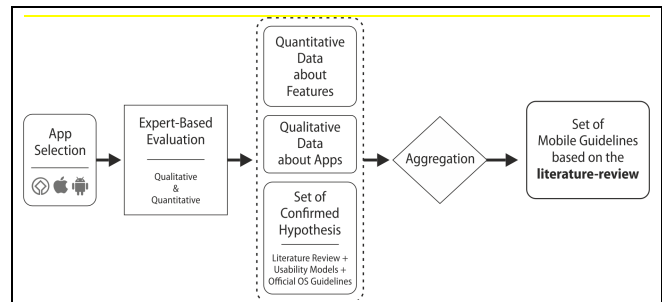 App
Selection
Expert-Based
Evaluation
Qualitative
&
Quantitative
Quantitative
Data
about
Features
Qualitative
Data
about Apps
Set of
Confirmed
Hypothesis
Literature Review +
Usability Models +
Official OS Guidelines
Aggregation
Set of
Mobile Guidelines
based on the
literature-review